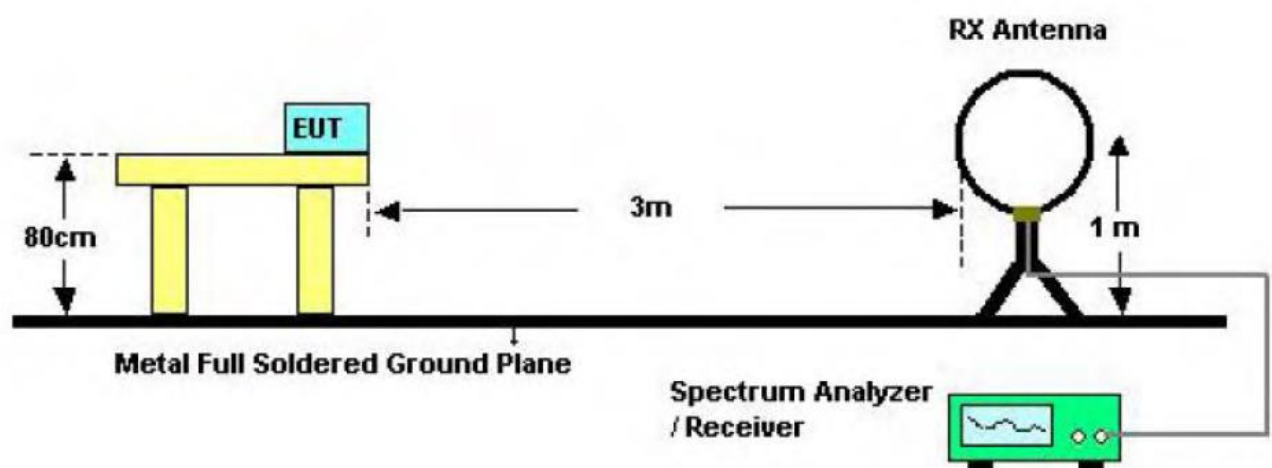 RX Antenna
EUT
80cm
3m
1 m
Metal Full Soldered Ground Plane
Spectrum Analyzer
/ Receiver